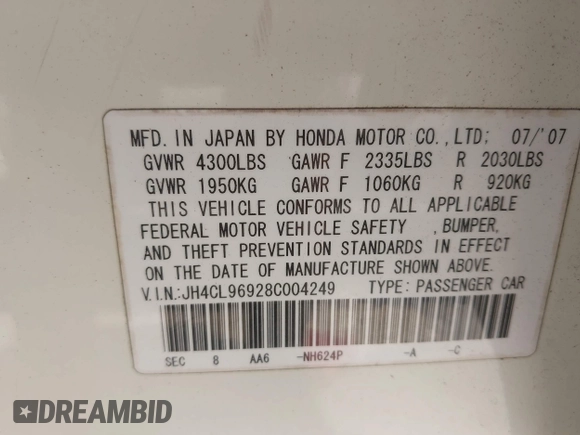 MFD. IN JAPAN BY HONDA MOTOR CO., LTD; 07/'07
GVWR 4300LBS GAWR F 2335LBS R 2030LBS
GVWR 1950KG GAWR F 1060KG R 920KG
THIS VEHICLE CONFORMS TO ALL APPLICABLE
FEDERAL MOTOR VEHICLE SAFETY , BUMPER,
AND THEFT PREVENTION STANDARDS IN EFFECT
ON THE DATE OF MANUFACTURE SHOWN ABOVE.
V.I.N.:JH4CL96928C004249 TYPE: PASSENGER CAR
SEC 8 AA6 -NH624P -A -C
DREAMBID